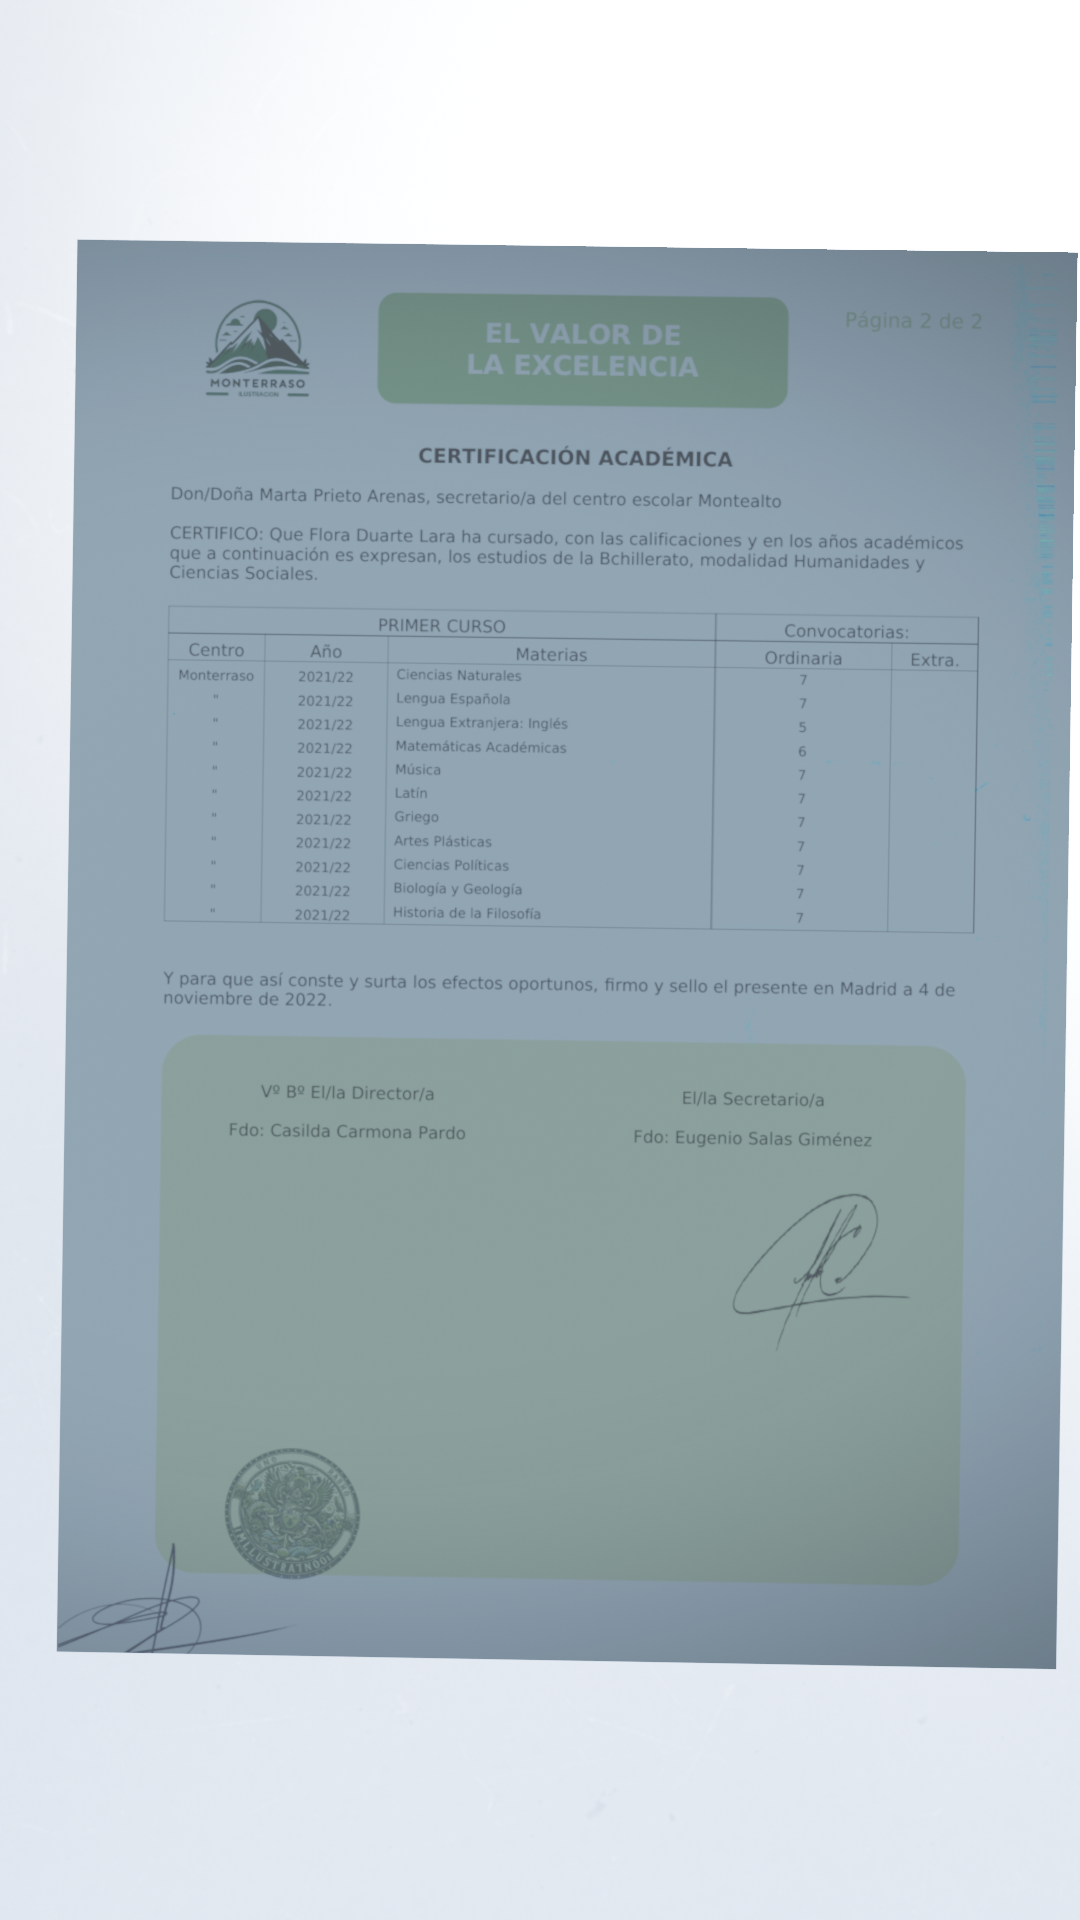 MONTERRASO
ILUSTRACION
EL VALOR DE
LA EXCELENCIA
Página 2 de 2
CERTIFICACIÓN ACADÉMICA
Don/Doña Marta Prieto Arenas, secretario/a del centro escolar Montealto
CERTIFICO: Que Flora Duarte Lara ha cursado, con las calificaciones y en los años académicos
que a continuación es expresan, los estudios de la Bchillerato, modalidad Humanidades y
Ciencias Sociales.
PRIMER CURSO Convocatorias:
Centro Año Materias Ordinaria Extra.
Monterraso 2021/22 Ciencias Naturales 7
" 2021/22 Lengua Española 7
" 2021/22 Lengua Extranjera: Inglés 5
" 2021/22 Matemáticas Académicas 6
" 2021/22 Música 7
" 2021/22 Latín 7
" 2021/22 Griego 7
" 2021/22 Artes Plásticas 7
" 2021/22 Ciencias Políticas 7
" 2021/22 Biología y Geología 7
" 2021/22 Historia de la Filosofía 7
Y para que así conste y surta los efectos oportunos, firmo y sello el presente en Madrid a 4 de
noviembre de 2022.
Vº Bº El/la Director/a El/la Secretario/a
Fdo: Casilda Carmona Pardo Fdo: Eugenio Salas Giménez